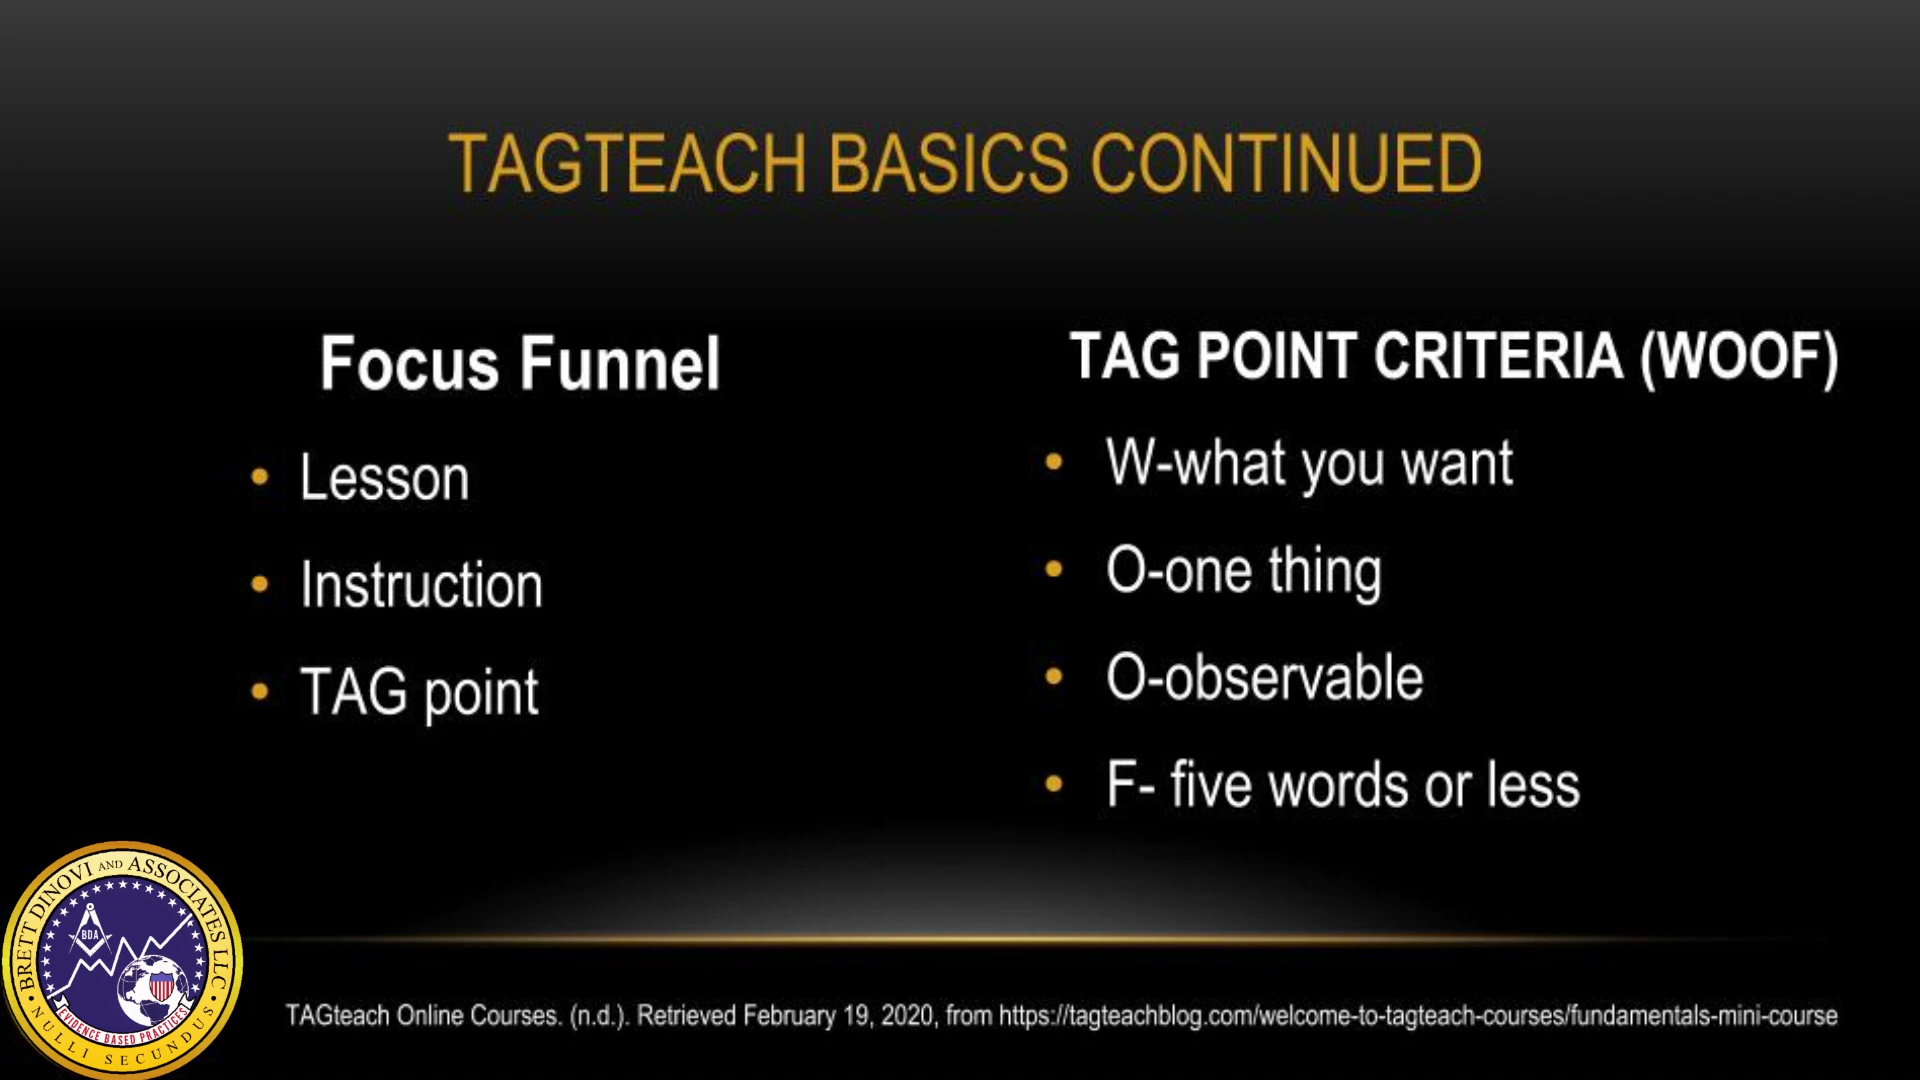 TAGTEACH BASICS CONTINUED
Focus Funnel
• Lesson
• Instruction
• TAG point
TAG POINT CRITERIA (WOOF)
• W-what you want
• O-one thing
• O-observable
• F- five words or less
BRETT DINOVI AND ASSOCIATES LLC
BDA
EVIDENCE BASED PRACTICES
NULLI SECUNDUS
TAGteach Online Courses. (n.d.). Retrieved February 19, 2020, from https://tagteachblog.com/welcome-to-tagteach-courses/fundamentals-mini-course